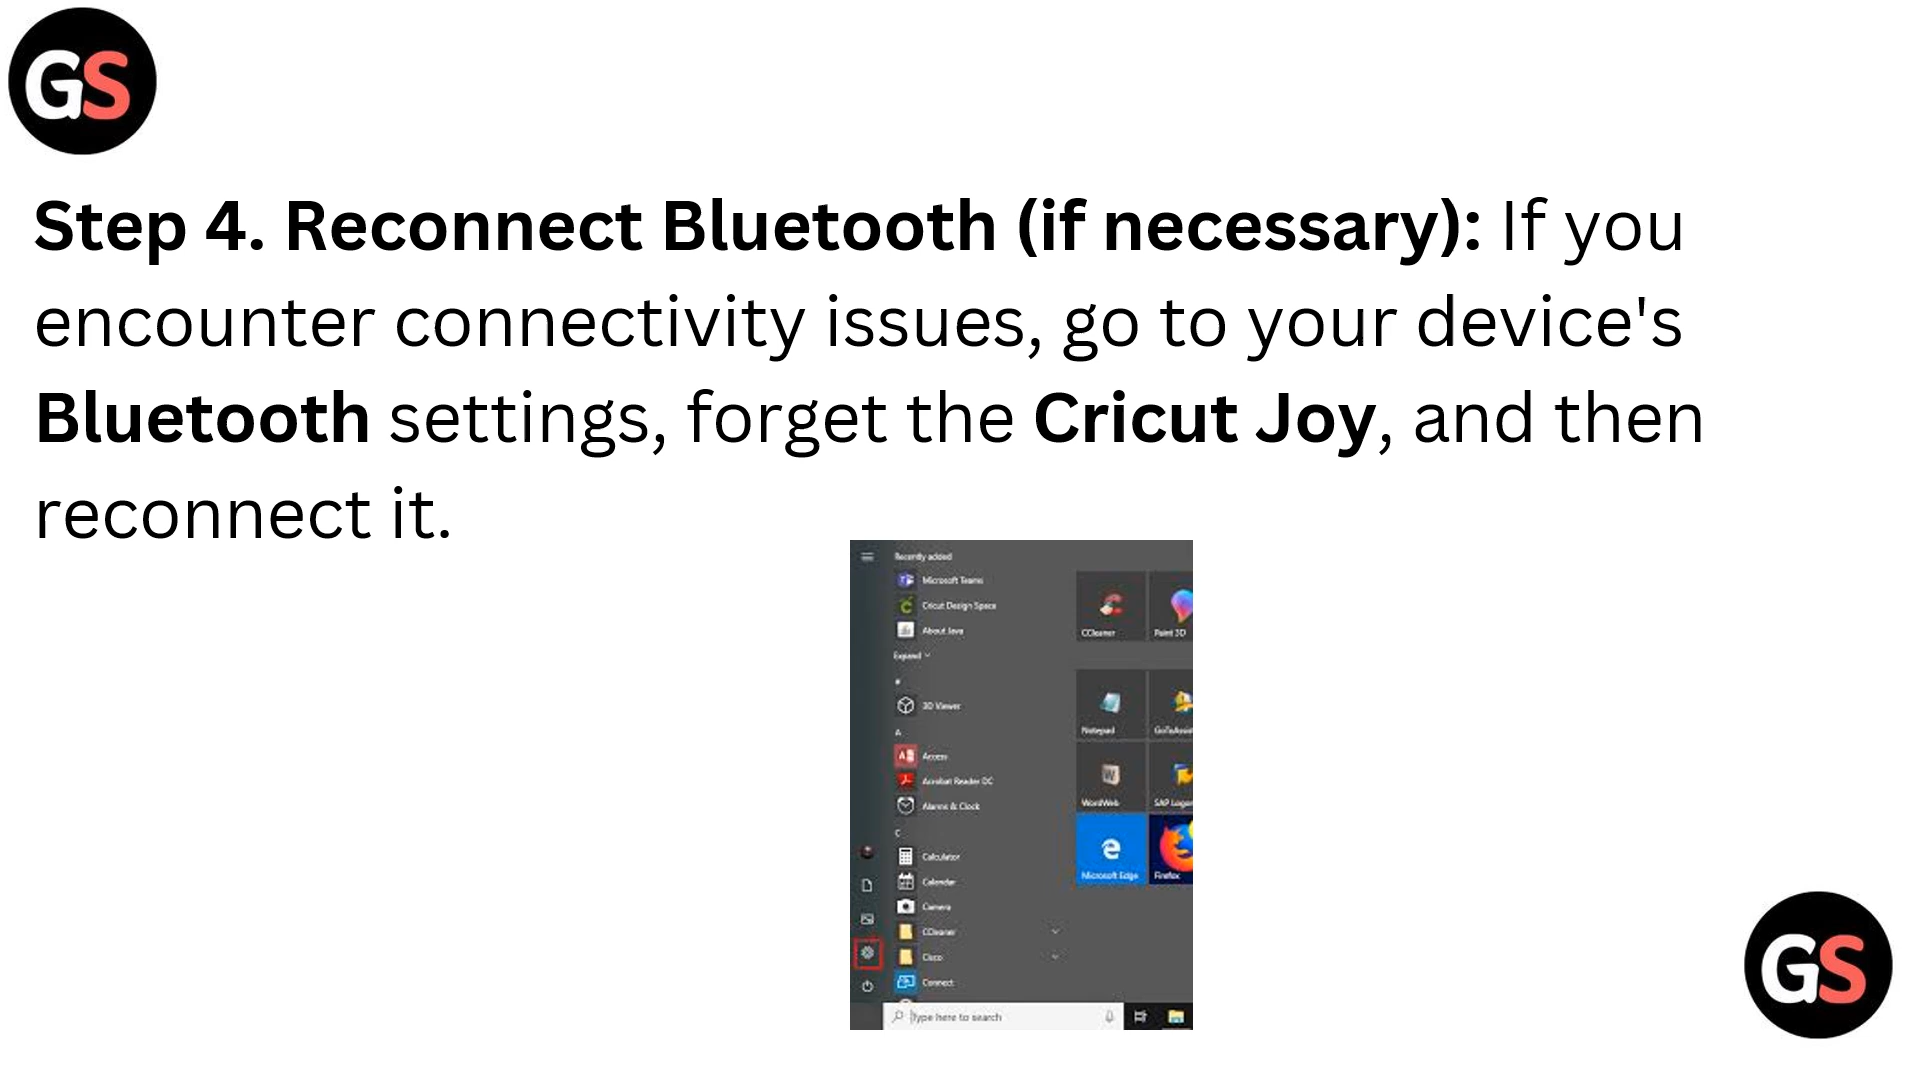 GS
Step 4. Reconnect Bluetooth (if necessary): If you
encounter connectivity issues, go to your device's
Bluetooth settings, forget the Cricut Joy, and then
reconnect it.
Recently added
Microsoft Teams
Cricut Design Space
About Java
Expand
#
3D Viewer
A
Access
Acrobat Reader DC
Alarms & Clock
C
Calculator
Calendar
Camera
CCleaner
Cisco
Connect
CCleaner
Paint 3D
Notepad
GoToAssist
WordWeb
SAP Logon
Microsoft Edge
Firefox
Type here to search
GS